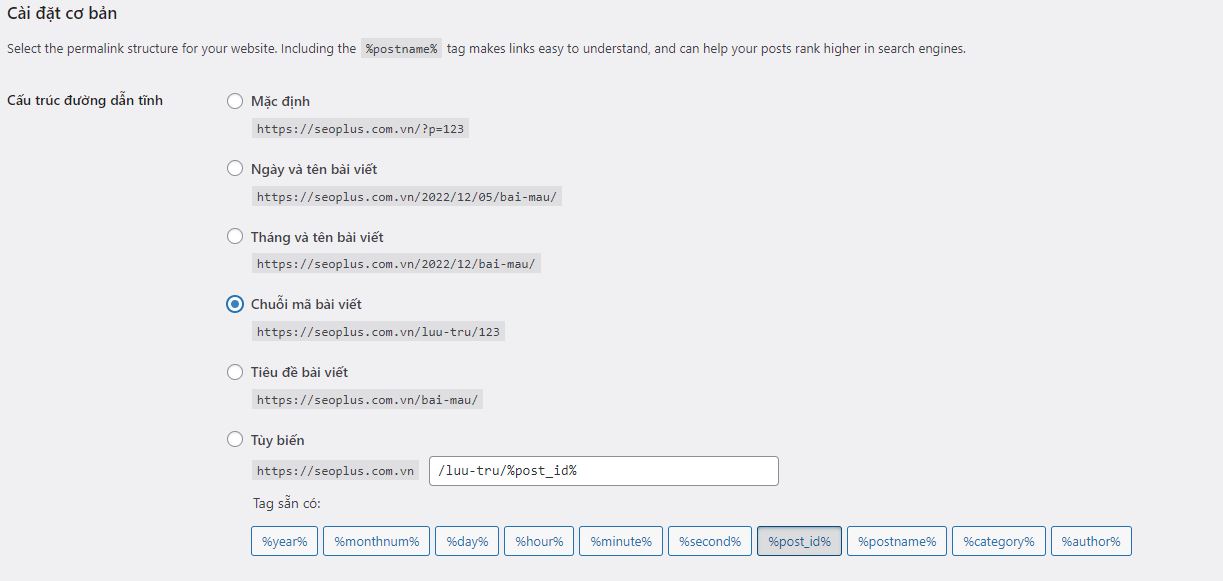 Cài đặt cơ bản
Select the permalink structure for your website. Including the %postname% tag makes links easy to understand, and can help your posts rank higher in search engines.
Cấu trúc đường dẫn tĩnh
Mặc định
https://seoplus.com.vn/?p=123
Ngày và tên bài viết
https://seoplus.com.vn/2022/12/05/bai-mau/
Tháng và tên bài viết
https://seoplus.com.vn/2022/12/bai-mau/
Chuỗi mã bài viết
https://seoplus.com.vn/luu-tru/123
Tiêu đề bài viết
https://seoplus.com.vn/bai-mau/
Tùy biến
https://seoplus.com.vn /luu-tru/%post_id%
Tag sẵn có:
%year% %monthnum% %day% %hour% %minute% %second% %post_id% %postname% %category% %author%